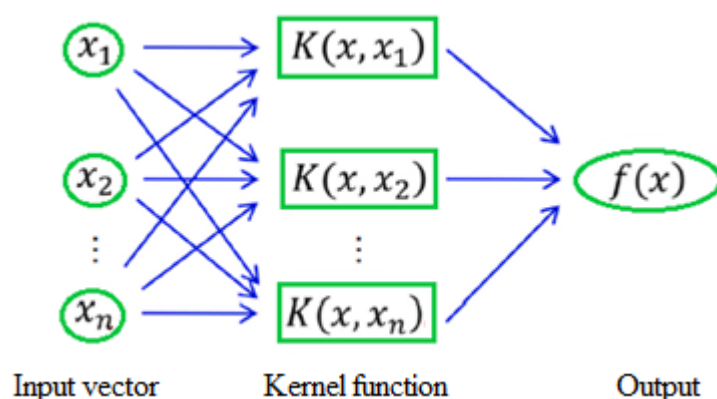 x₁ K(x, x₁)
x₂ K(x, x₂) f(x)
⋮ ⋮
xₙ K(x, xₙ)
Input vector Kernel function Output